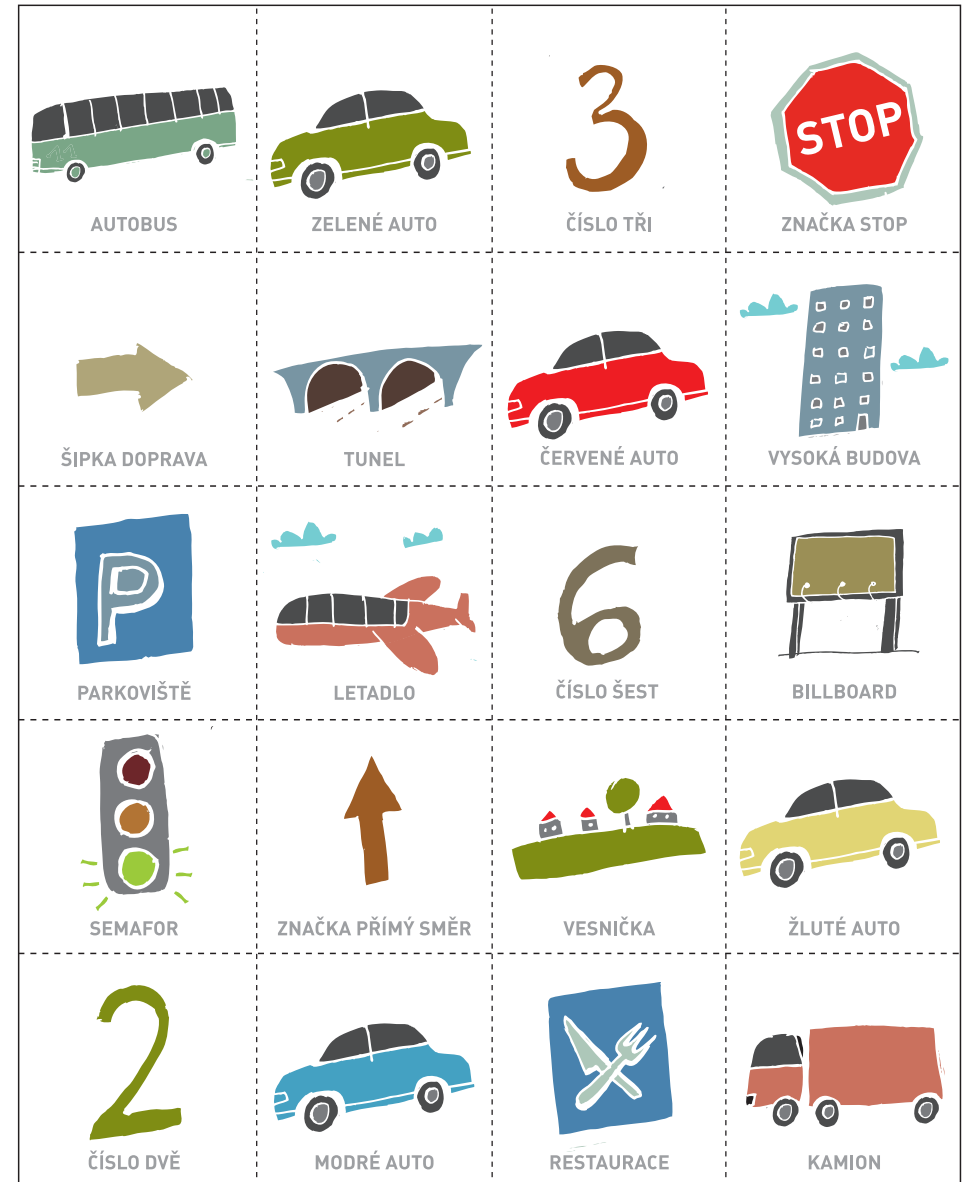 3
STOP
AUTOBUS
ZELENÉ AUTO
ČÍSLO TŘI
ZNAČKA STOP
ŠIPKA DOPRAVA
TUNEL
ČERVENÉ AUTO
VYSOKÁ BUDOVA
P
6
PARKOVIŠTĚ
LETADLO
ČÍSLO ŠEST
BILLBOARD
SEMAFOR
ZNAČKA PŘÍMÝ SMĚR
VESNIČKA
ŽLUTÉ AUTO
2
ČÍSLO DVĚ
MODRÉ AUTO
RESTAURACE
KAMION